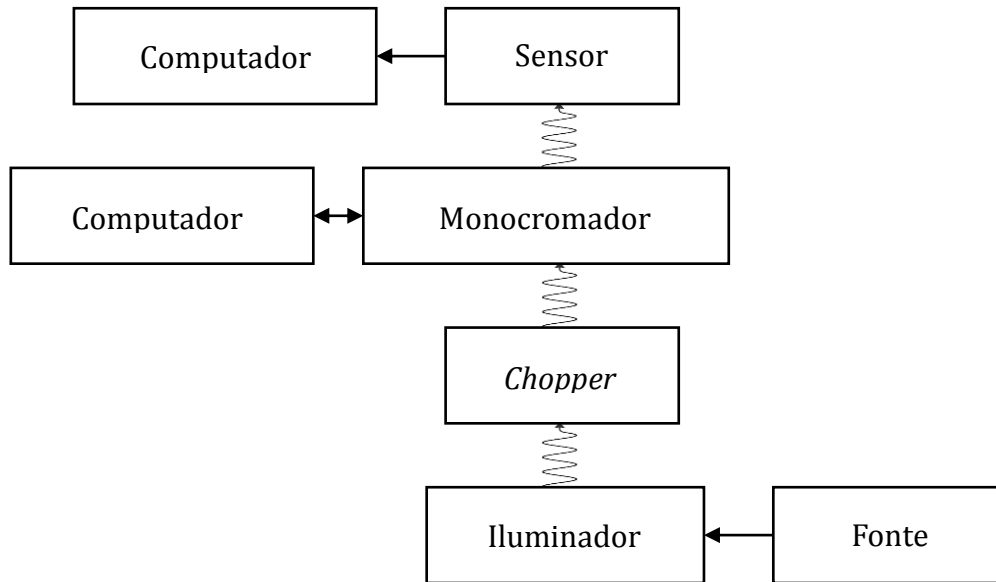 Computador
Sensor
Computador
Monocromador
Chopper
Iluminador
Fonte